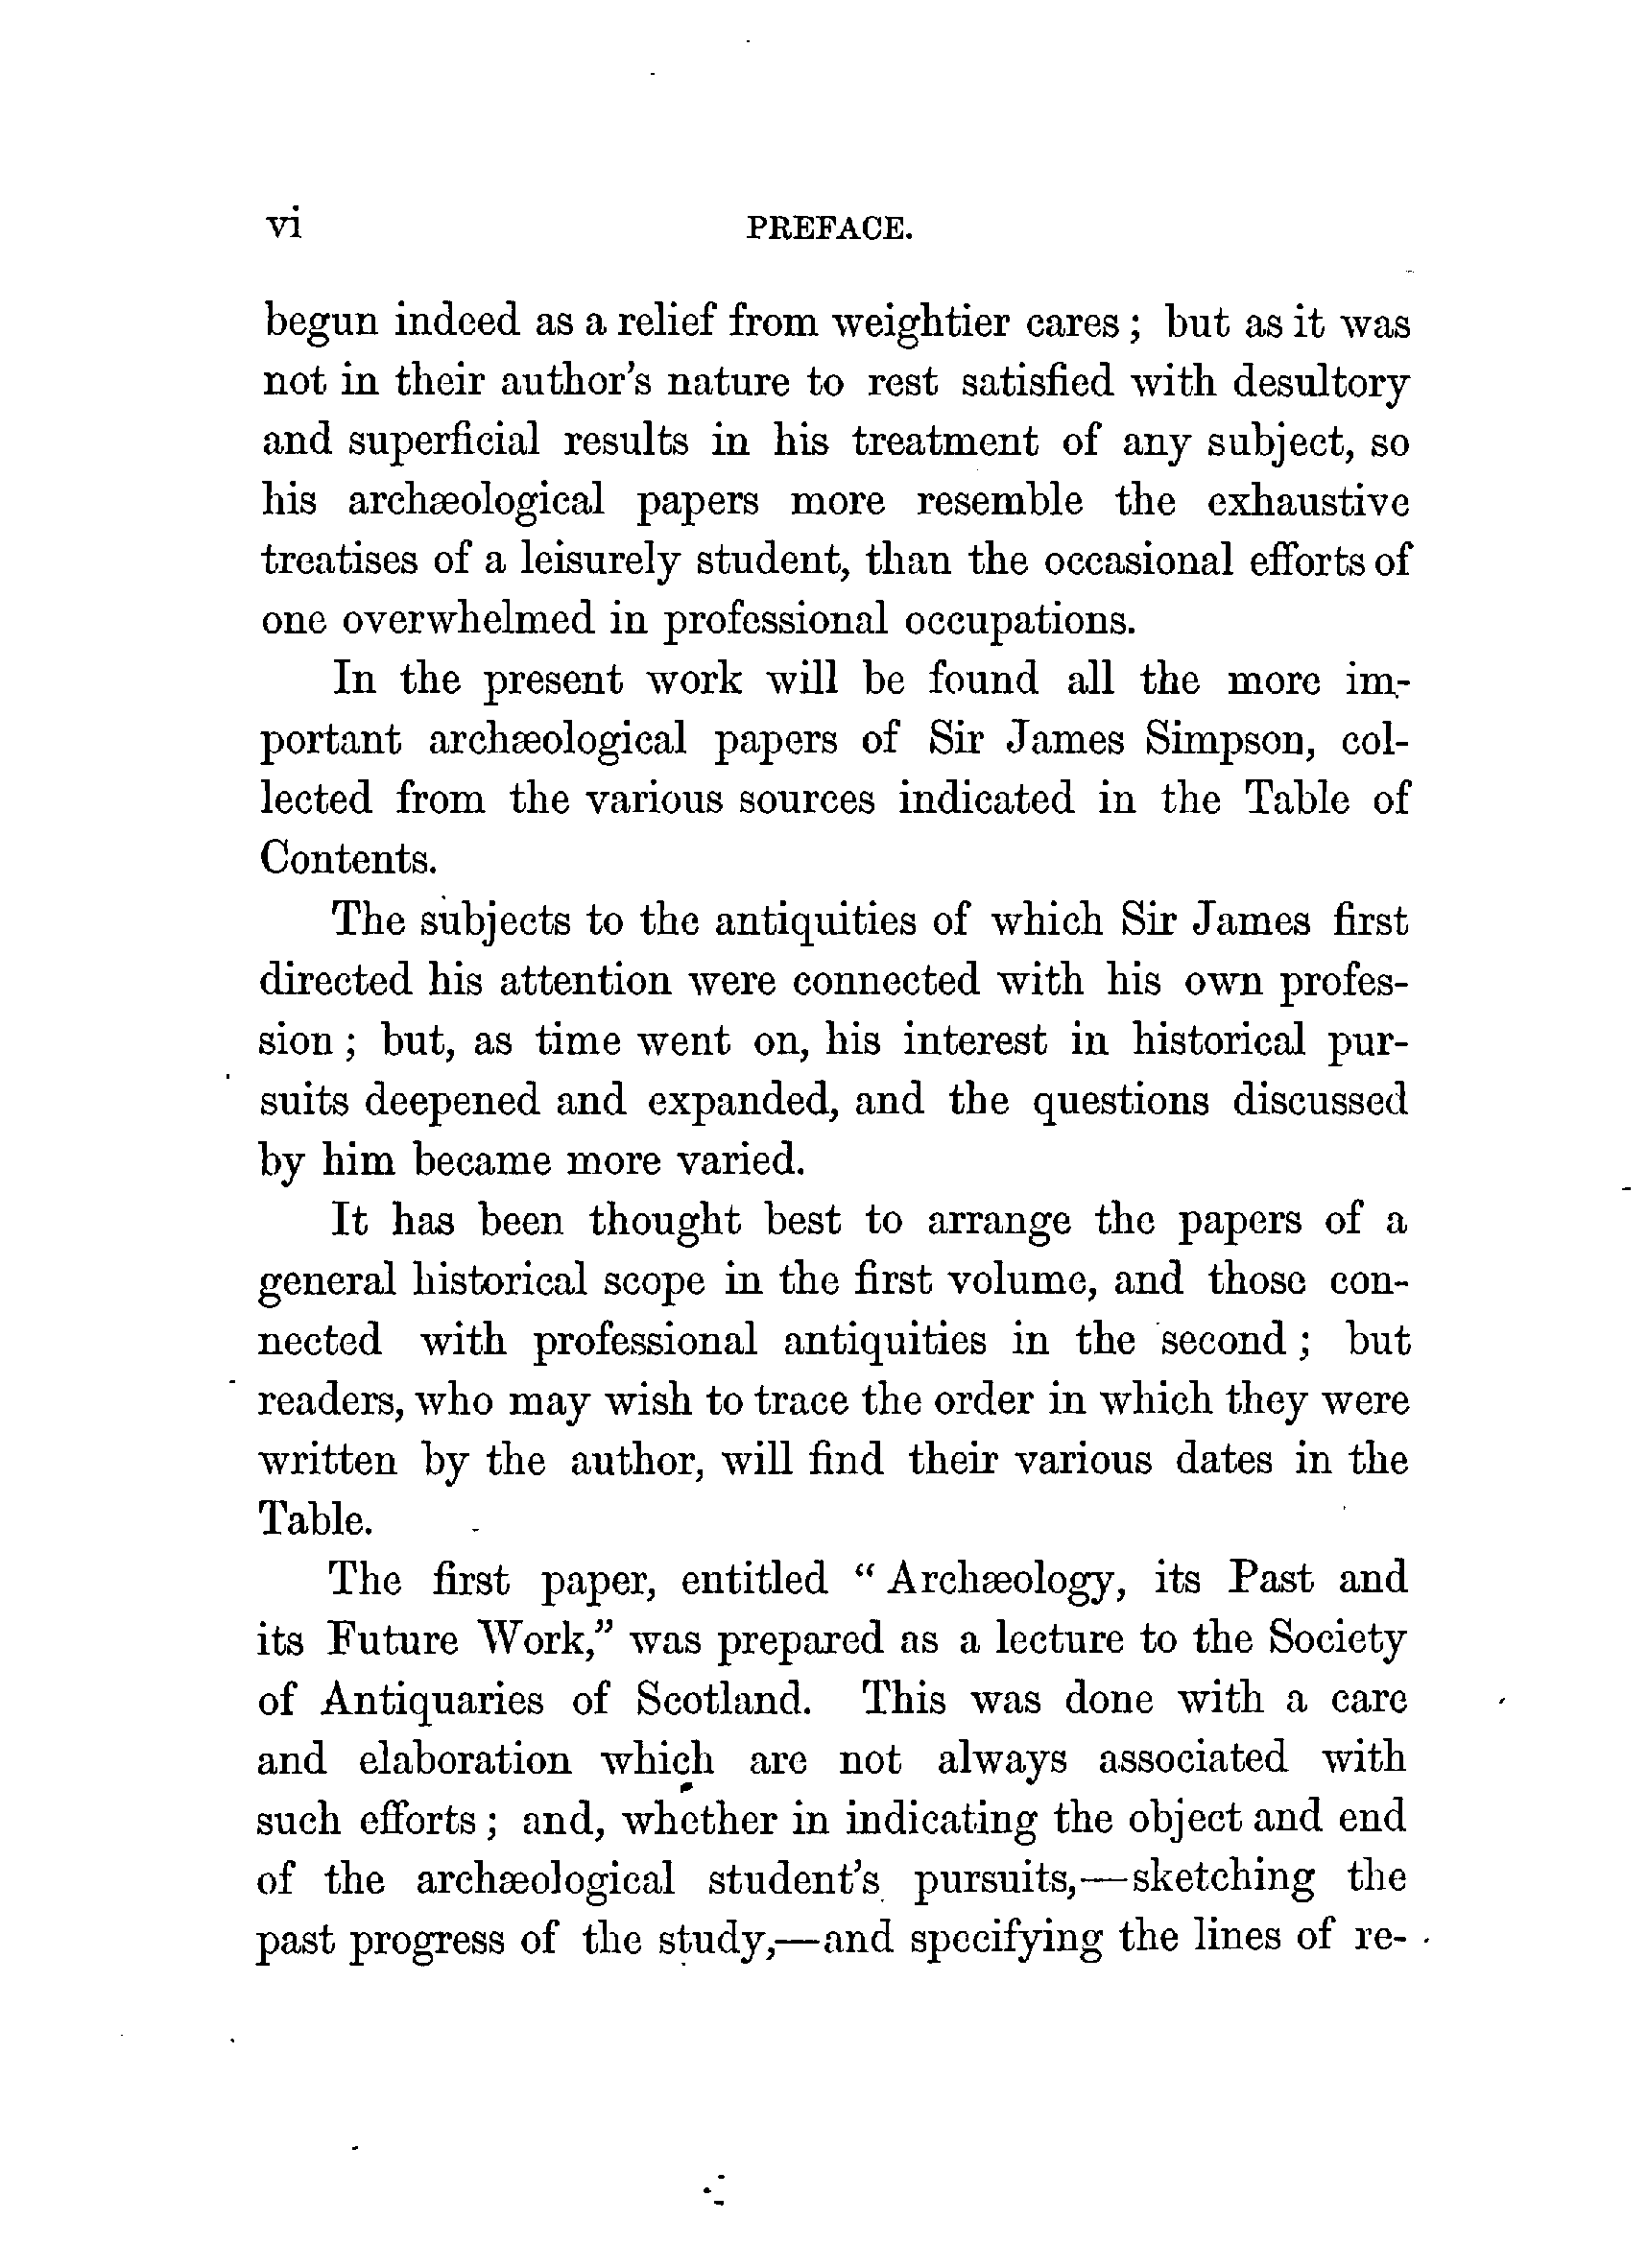 vi PREFACE.
begun indeed as a relief from weightier cares ; but as it was
not in their author's nature to rest satisfied with desultory
and superficial results in his treatment of any subject, so
his archæological papers more resemble the exhaustive
treatises of a leisurely student, than the occasional efforts of
one overwhelmed in professional occupations.
In the present work will be found all the more im-
portant archæological papers of Sir James Simpson, col-
lected from the various sources indicated in the Table of
Contents.
The subjects to the antiquities of which Sir James first
directed his attention were connected with his own profes-
sion ; but, as time went on, his interest in historical pur-
suits deepened and expanded, and the questions discussed
by him became more varied.
It has been thought best to arrange the papers of a
general historical scope in the first volume, and those con-
nected with professional antiquities in the second ; but
readers, who may wish to trace the order in which they were
written by the author, will find their various dates in the
Table.
The first paper, entitled “ Archæology, its Past and
its Future Work,” was prepared as a lecture to the Society
of Antiquaries of Scotland. This was done with a care
and elaboration which are not always associated with
such efforts ; and, whether in indicating the object and end
of the archæological student's pursuits,—sketching the
past progress of the study,—and specifying the lines of re-